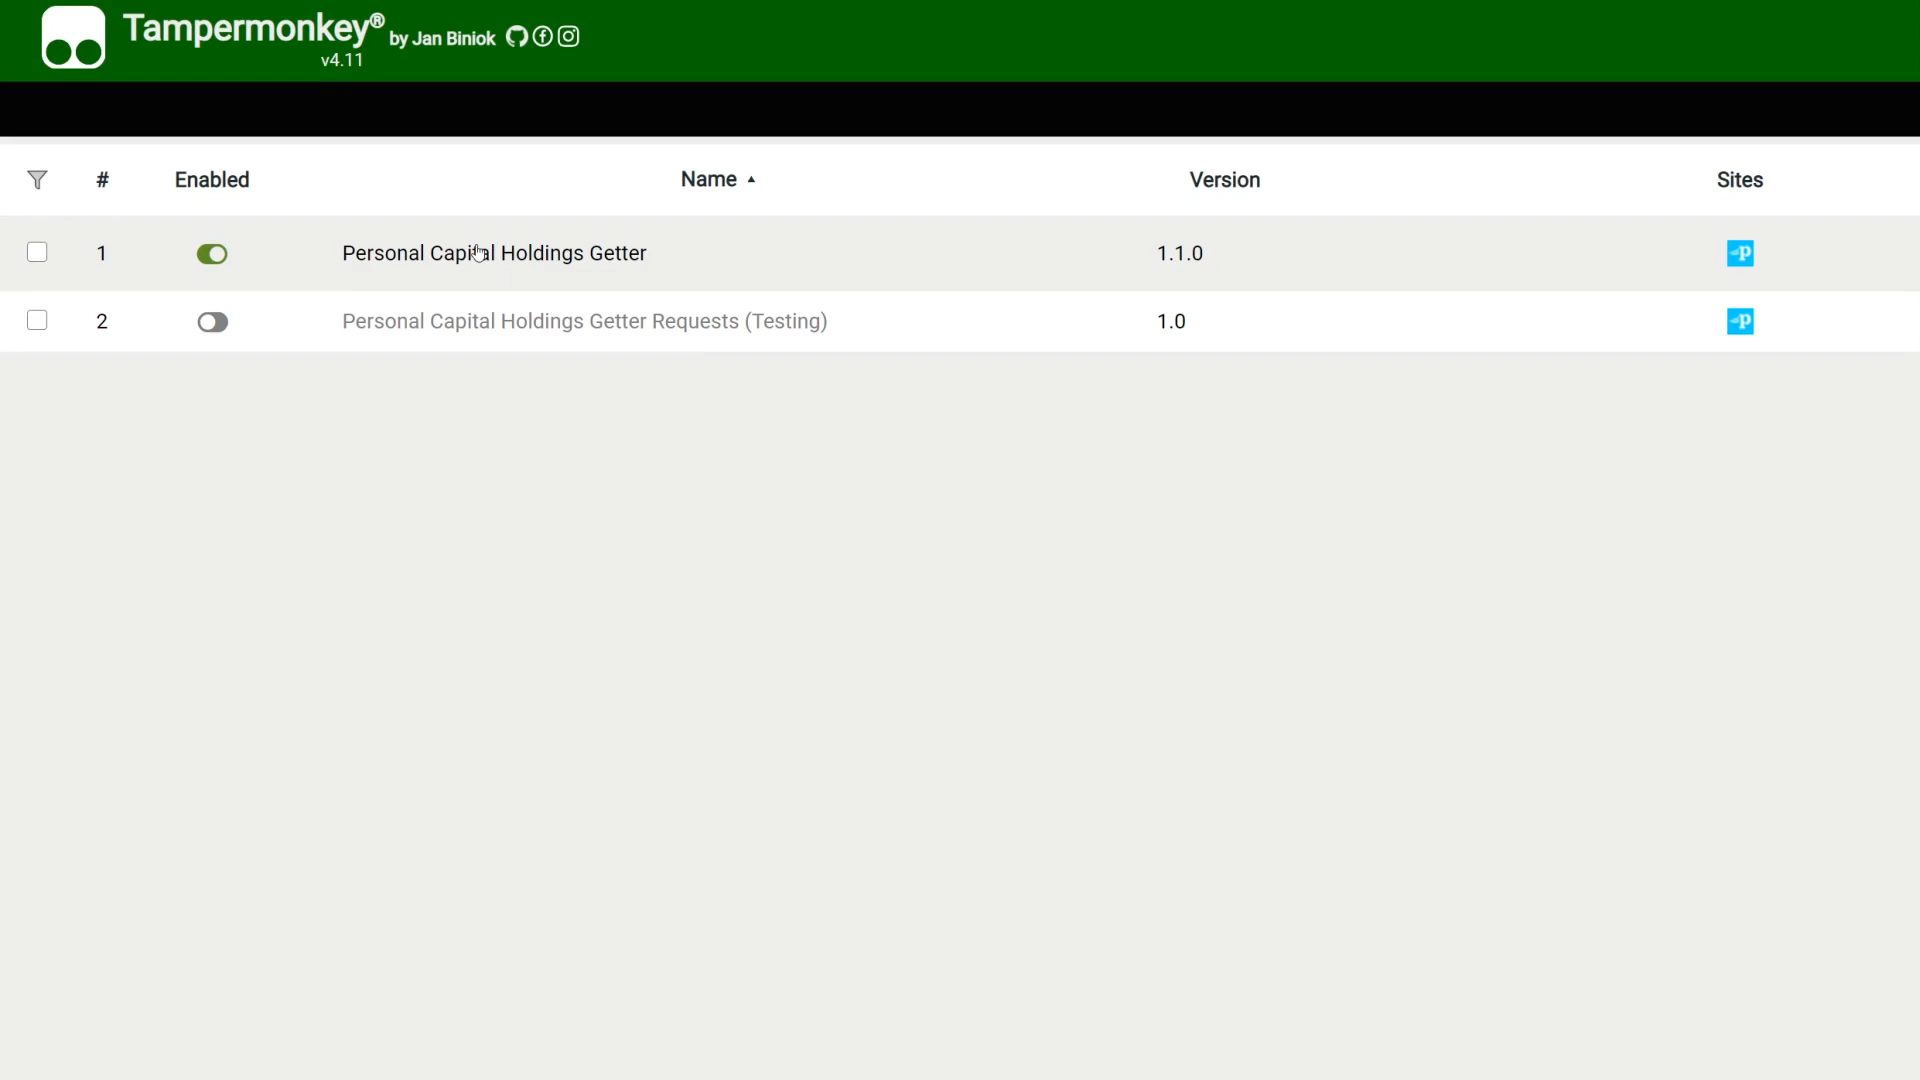 Tampermonkey® by Jan Biniok
v4.11
# Enabled Name Version Sites
1 Personal Capital Holdings Getter 1.1.0 p
2 Personal Capital Holdings Getter Requests (Testing) 1.0 p